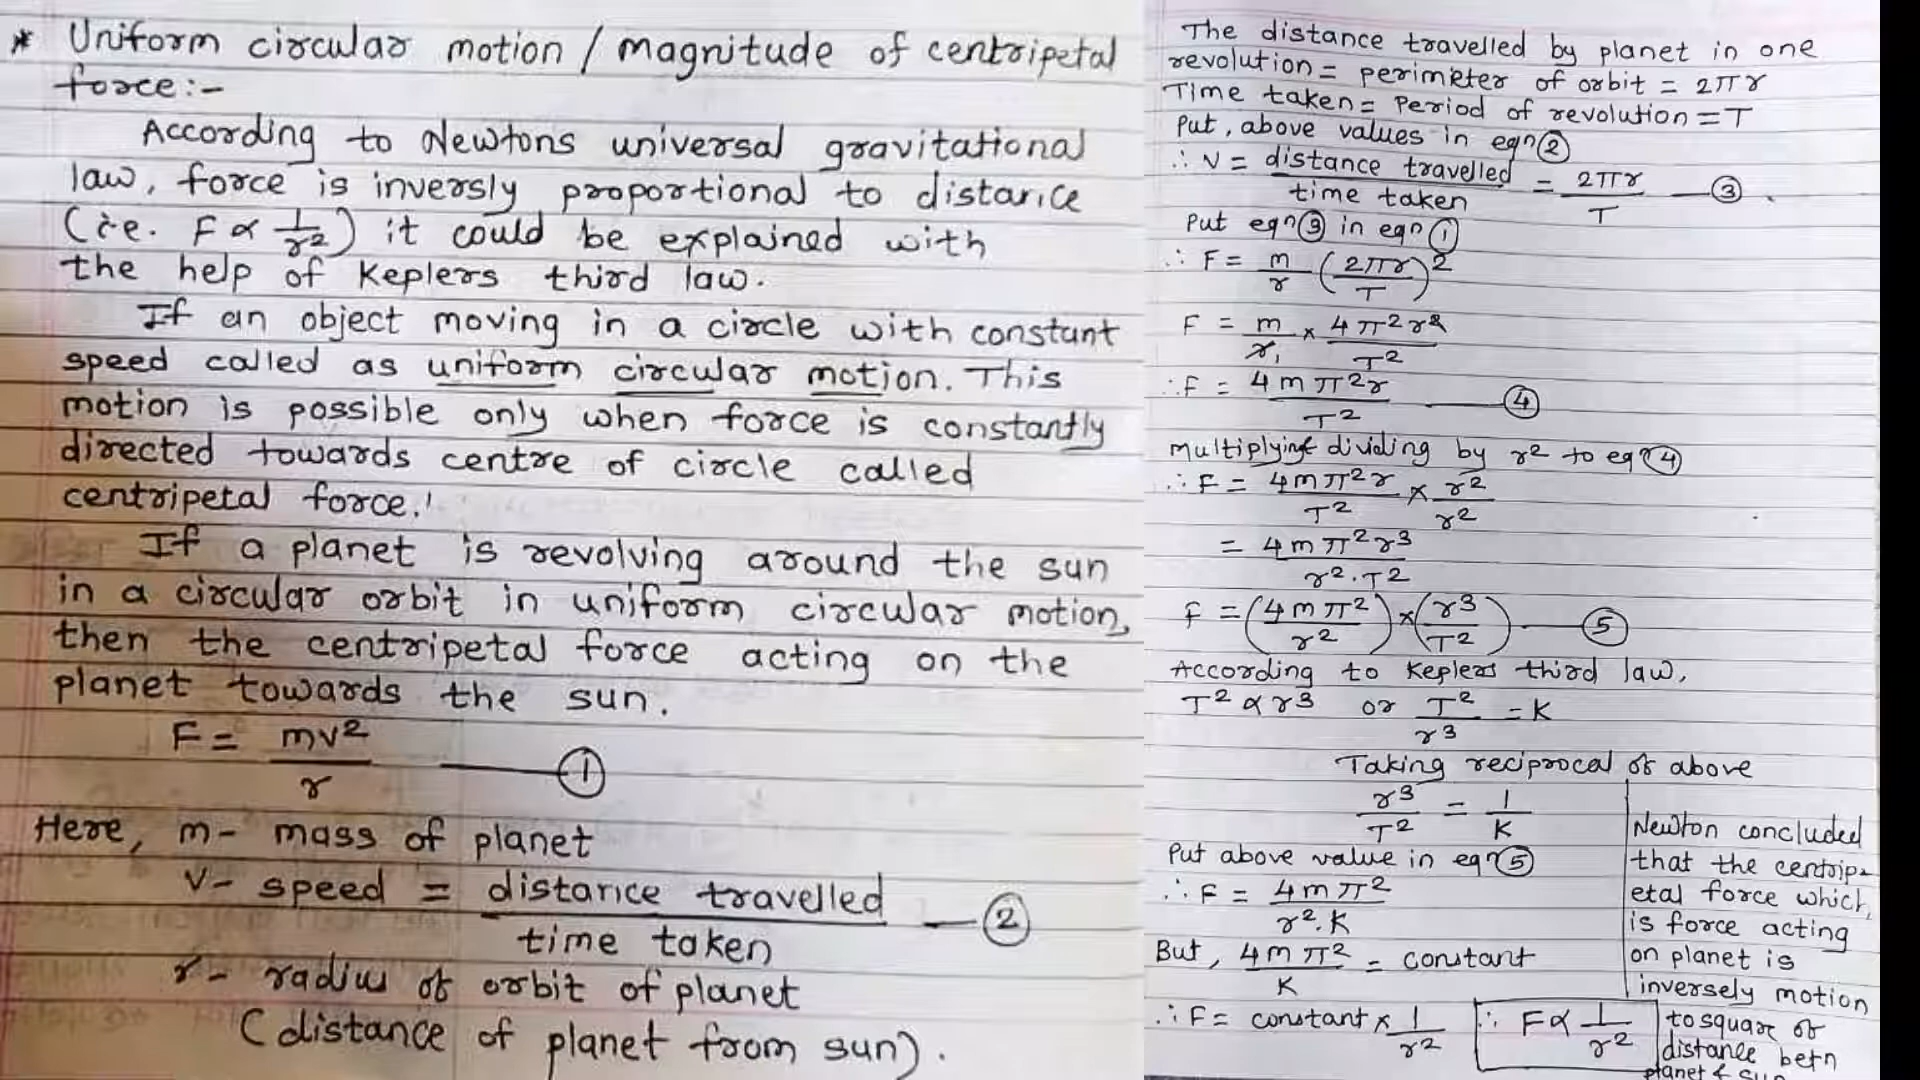 * Uniform circular motion / magnitude of centripetal
force:-
According to Newtons universal gravitational
law, force is inversly proportional to distance
(i.e. F ∝ 1/r²) it could be explained with
the help of Keplers third law.
If an object moving in a circle with constant
speed called as uniform circular motion. This
motion is possible only when force is constantly
directed towards centre of circle called
centripetal force.
If a planet is revolving around the sun
in a circular orbit in uniform circular motion,
then the centripetal force acting on the
planet towards the sun.
F = mv²/r —— ①
Here, m- mass of planet
v- speed = distance travelled/time taken —— ②
r- radius of orbit of planet
(distance of planet from sun).
The distance travelled by planet in one
revolution = perimeter of orbit = 2πr
Time taken = Period of revolution = T
Put, above values in eqn ②
∴ v = distance travelled/time taken = 2πr/T —— ③
Put eqn ③ in eqn ①
∴ F = m/r (2πr/T)²
F = m/r × 4π²r²/T²
∴ F = 4mπ²r/T² —— ④
Multiplying dividing by r² to eqn ④
∴ F = 4mπ²r/T² × r²/r²
= 4mπ²r³/r².T²
F = (4mπ²/r²) × (r³/T²) —— ⑤
According to Keplers third law,
T² ∝ r³ or T²/r³ = K
Taking reciprocal of above
r³/T² = 1/K
Put above value in eqn ⑤
∴ F = 4mπ²/r².K
But, 4mπ²/K = constant
∴ F = constant × 1/r²
∴ F ∝ 1/r²
Newton concluded
that the centrip-
etal force which
is force acting
on planet is
inversely motion
to square of
distance betn
planet & sun